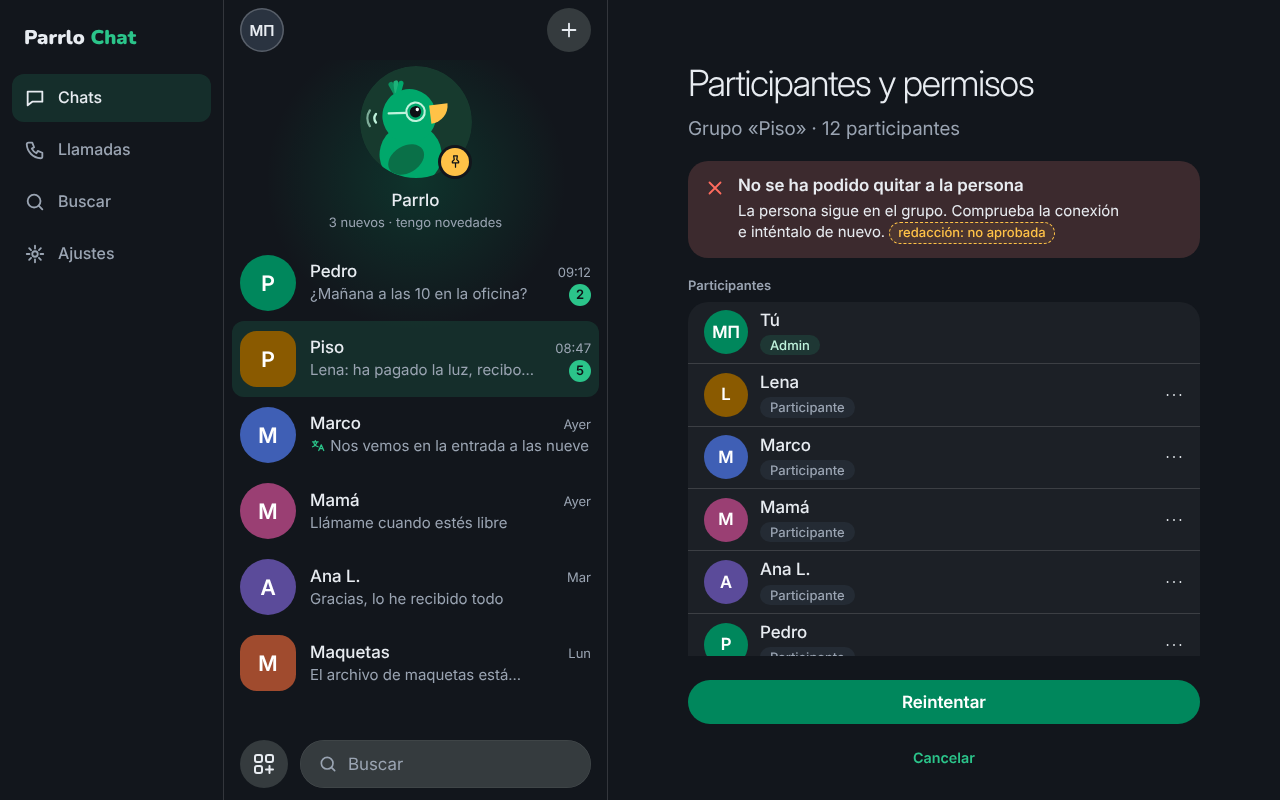 Parrlo Chat
Chats
Llamadas
Buscar
Ajustes
МП
Parrlo
3 nuevos · tengo novedades
P
Pedro
09:12
¿Mañana a las 10 en la oficina?
2
P
Piso
08:47
Lena: ha pagado la luz, recibo...
5
M
Marco
Ayer
Nos vemos en la entrada a las nueve
M
Mamá
Ayer
Llámame cuando estés libre
A
Ana L.
Mar
Gracias, lo he recibido todo
M
Maquetas
Lun
El archivo de maquetas está...
Buscar
Participantes y permisos
Grupo «Piso» · 12 participantes
No se ha podido quitar a la persona
La persona sigue en el grupo. Comprueba la conexión
e inténtalo de nuevo. redacción: no aprobada
Participantes
МП
Tú
Admin
L
Lena
Participante
M
Marco
Participante
M
Mamá
Participante
A
Ana L.
Participante
P
Pedro
Participante
Reintentar
Cancelar